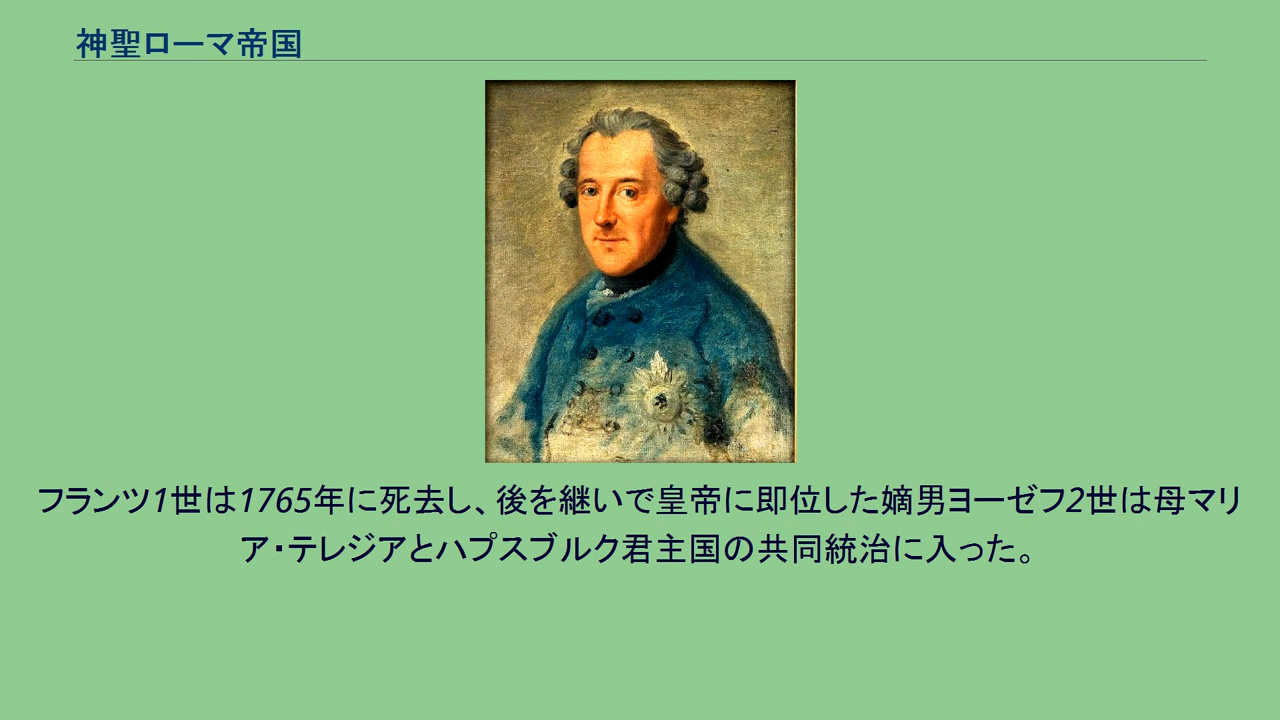 神聖ローマ帝国
フランツ1世は1765年に死去し、後を継いで皇帝に即位した嫡男ヨーゼフ2世は母マリ
ア・テレジアとハプスブルク君主国の共同統治に入った。